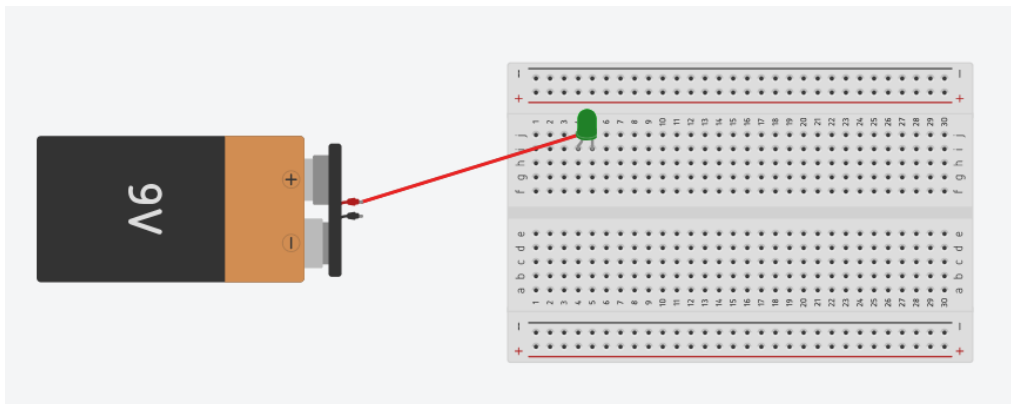 − −
+ +
1 2 3 4 6 7 8 9 10 11 12 13 14 15 16 17 18 19 20 21 22 23 24 25 26 27 28 29 30
j j
i i
h h
g g
f f
9V
+
−
e e
d d
c c
b b
a a
1 2 3 4 5 6 7 8 9 10 11 12 13 14 15 16 17 18 19 20 21 22 23 24 25 26 27 28 29 30
− −
+ +